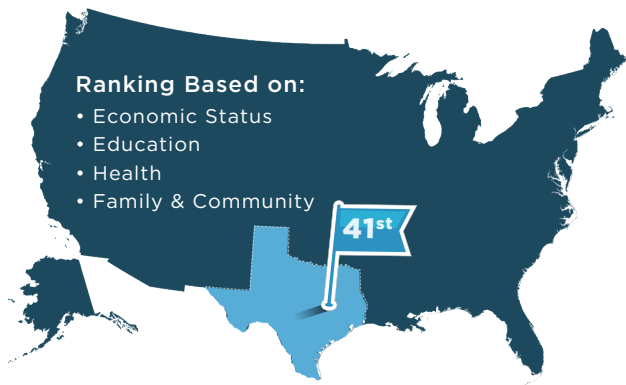 Ranking Based on:
• Economic Status
• Education
• Health
• Family & Community
41st